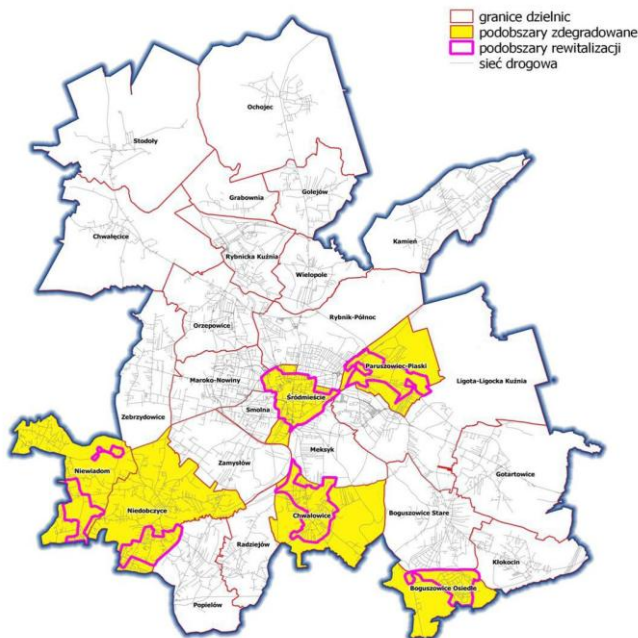 granice dzielnic
podobszary zdegradowane
podobszary rewitalizacji
sieć drogowa
Ochojec
Stodoły
Golejów
Grabownia
Kamień
Chwałęcice
Rybnicka Kuźnia
Wielopole
Rybnik-Północ
Orzepowice
Paruszowiec-Piaski
Maroko-Nowiny
Ligota-Ligocka Kuźnia
Śródmieście
Smolna
Zebrzydowice
Meksyk
Zamysłów
Niewiadom
Gotartowice
Niedobczyce
Chwałowice
Boguszowice Stare
Radziejów
Kłokocin
Boguszowice Osiedle
Popielów